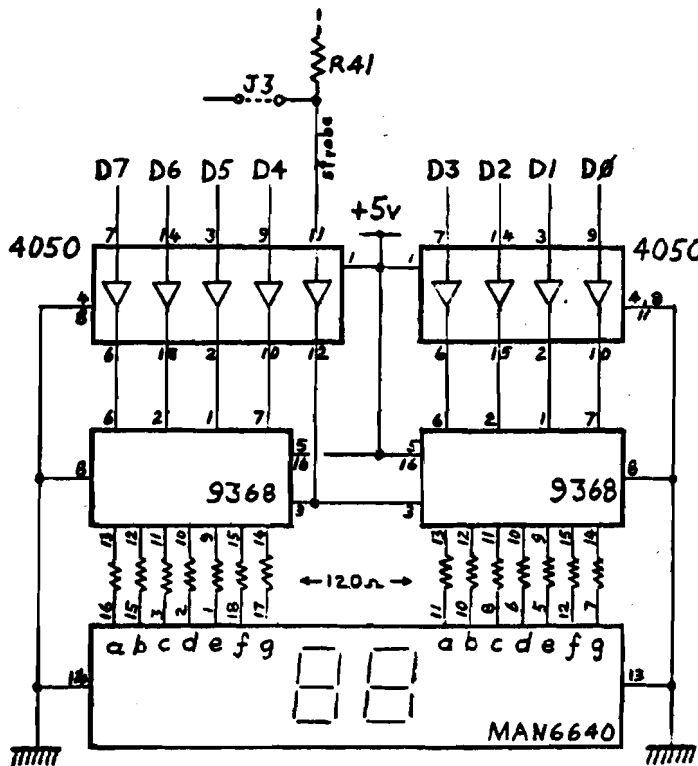 R41
J3
strobe
D7 D6 D5 D4 D3 D2 D1 DØ
+5v
7 14 3 9 11 7 14 3 9
4050 1 1 4050
4 8 4, 9 11
6 15 2 10 12 6 15 2 10
6 2 1 7 6 2 1 7
5 16 5 16
8 9368 3 3 9368 8
13 12 11 10 9 15 14 13 12 11 10 9 15 14
←120Ω→
16 15 3 2 1 18 17 11 10 8 6 5 12 7
a b c d e f g a b c d e f g
14 88 13
MAN6640